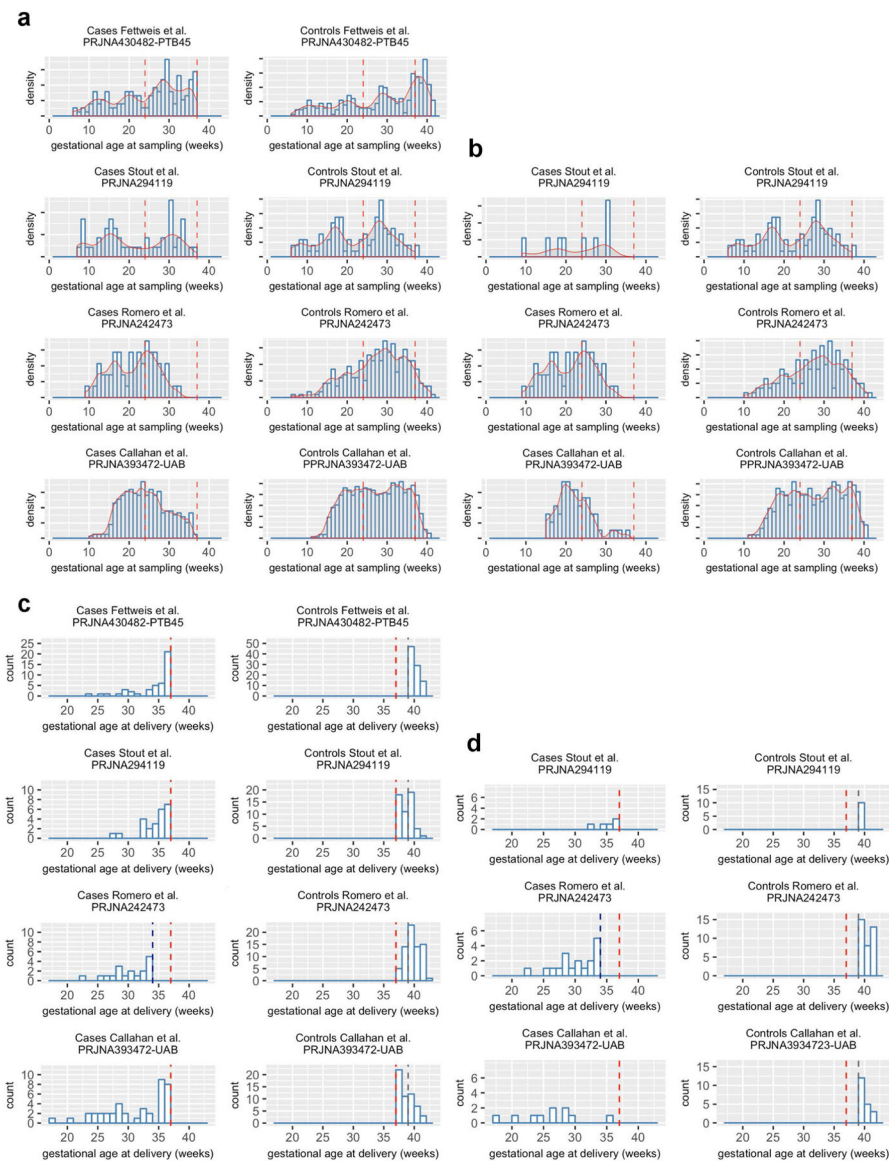 a
Cases Fettweis et al.
PRJNA430482-PTB45
density
0 10 20 30 40
gestational age at sampling (weeks)
Controls Fettweis et al.
PRJNA430482-PTB45
density
0 10 20 30 40
gestational age at sampling (weeks)
Cases Stout et al.
PRJNA294119
density
0 10 20 30 40
gestational age at sampling (weeks)
Controls Stout et al.
PRJNA294119
density
0 10 20 30 40
gestational age at sampling (weeks)
Cases Romero et al.
PRJNA242473
density
0 10 20 30 40
gestational age at sampling (weeks)
Controls Romero et al.
PRJNA242473
density
0 10 20 30 40
gestational age at sampling (weeks)
Cases Callahan et al.
PRJNA393472-UAB
density
0 10 20 30 40
gestational age at sampling (weeks)
Controls Callahan et al.
PPRJNA393472-UAB
density
0 10 20 30 40
gestational age at sampling (weeks)
b
Cases Stout et al.
PRJNA294119
density
0 10 20 30 40
gestational age at sampling (weeks)
Controls Stout et al.
PRJNA294119
density
0 10 20 30 40
gestational age at sampling (weeks)
Cases Romero et al.
PRJNA242473
density
0 10 20 30 40
gestational age at sampling (weeks)
Controls Romero et al.
PRJNA242473
density
0 10 20 30 40
gestational age at sampling (weeks)
Cases Callahan et al.
PRJNA393472-UAB
density
0 10 20 30 40
gestational age at sampling (weeks)
Controls Callahan et al.
PPRJNA393472-UAB
density
0 10 20 30 40
gestational age at sampling (weeks)
c
Cases Fettweis et al.
PRJNA430482-PTB45
count
25
20
15
10
5
0
20 25 30 35 40
gestational age at delivery (weeks)
Controls Fettweis et al.
PRJNA430482-PTB45
count
50
40
30
20
10
0
20 25 30 35 40
gestational age at delivery (weeks)
Cases Stout et al.
PRJNA294119
count
10
8
6
4
2
0
20 25 30 35 40
gestational age at delivery (weeks)
Controls Stout et al.
PRJNA294119
count
20
15
10
5
0
20 25 30 35 40
gestational age at delivery (weeks)
Cases Romero et al.
PRJNA242473
count
10
8
6
4
2
0
20 25 30 35 40
gestational age at delivery (weeks)
Controls Romero et al.
PRJNA242473
count
20
15
10
5
0
20 25 30 35 40
gestational age at delivery (weeks)
Cases Callahan et al.
PRJNA393472-UAB
count
10
8
6
4
2
0
20 25 30 35 40
gestational age at delivery (weeks)
Controls Callahan et al.
PRJNA393472-UAB
count
20
15
10
5
0
20 25 30 35 40
gestational age at delivery (weeks)
d
Cases Stout et al.
PRJNA294119
count
6
4
2
0
20 25 30 35 40
gestational age at delivery (weeks)
Controls Stout et al.
PRJNA294119
count
15
10
5
0
20 25 30 35 40
gestational age at delivery (weeks)
Cases Romero et al.
PRJNA242473
count
6
4
2
0
20 25 30 35 40
gestational age at delivery (weeks)
Controls Romero et al.
PRJNA242473
count
15
10
5
0
20 25 30 35 40
gestational age at delivery (weeks)
Cases Callahan et al.
PRJNA393472-UAB
count
6
4
2
0
20 25 30 35 40
gestational age at delivery (weeks)
Controls Callahan et al.
PRJNA3934723-UAB
count
15
10
5
0
20 25 30 35 40
gestational age at delivery (weeks)